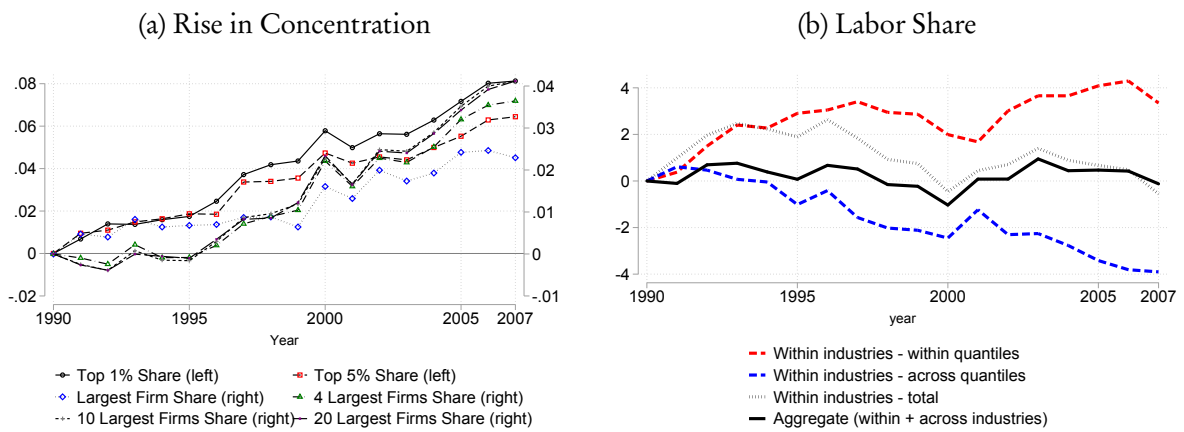 (a) Rise in Concentration
.08
.06
.04
.02
0
-.02
.04
.03
.02
.01
0
-.01
1990 1995 2000 2005 2007
Year
Top 1% Share (left) Top 5% Share (left)
Largest Firm Share (right) 4 Largest Firms Share (right)
10 Largest Firms Share (right) 20 Largest Firms Share (right)
(b) Labor Share
4
2
0
-2
-4
1990 1995 2000 2005 2007
year
Within industries - within quantiles
Within industries - across quantiles
Within industries - total
Aggregate (within + across industries)